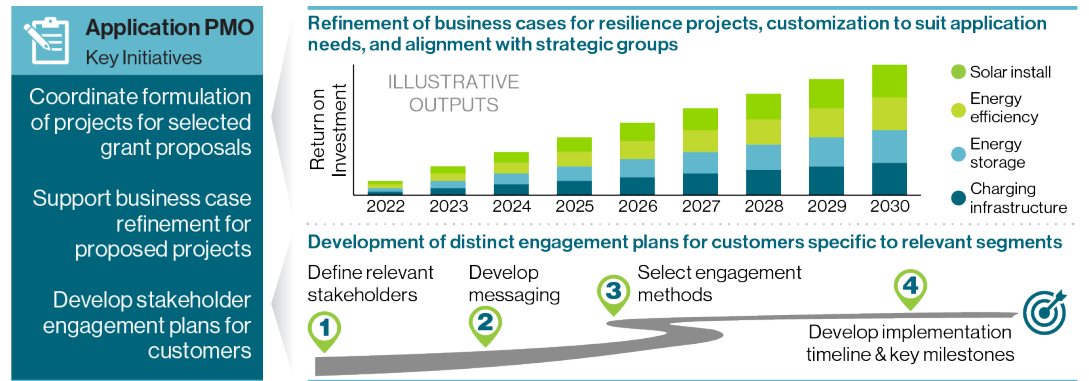 Application PMO
Key Initiatives
Coordinate formulation
of projects for selected
grant proposals
Support business case
refinement for
proposed projects
Develop stakeholder
engagement plans for
customers
Refinement of business cases for resilience projects, customization to suit application
needs, and alignment with strategic groups
ILLUSTRATIVE
OUTPUTS
Return on
Investment
2022 2023 2024 2025 2026 2027 2028 2029 2030
Solar install
Energy
efficiency
Energy
storage
Charging
infrastructure
Development of distinct engagement plans for customers specific to relevant segments
Define relevant
stakeholders
1
Develop
messaging
2
3
Select engagement
methods
4
Develop implementation
timeline & key milestones